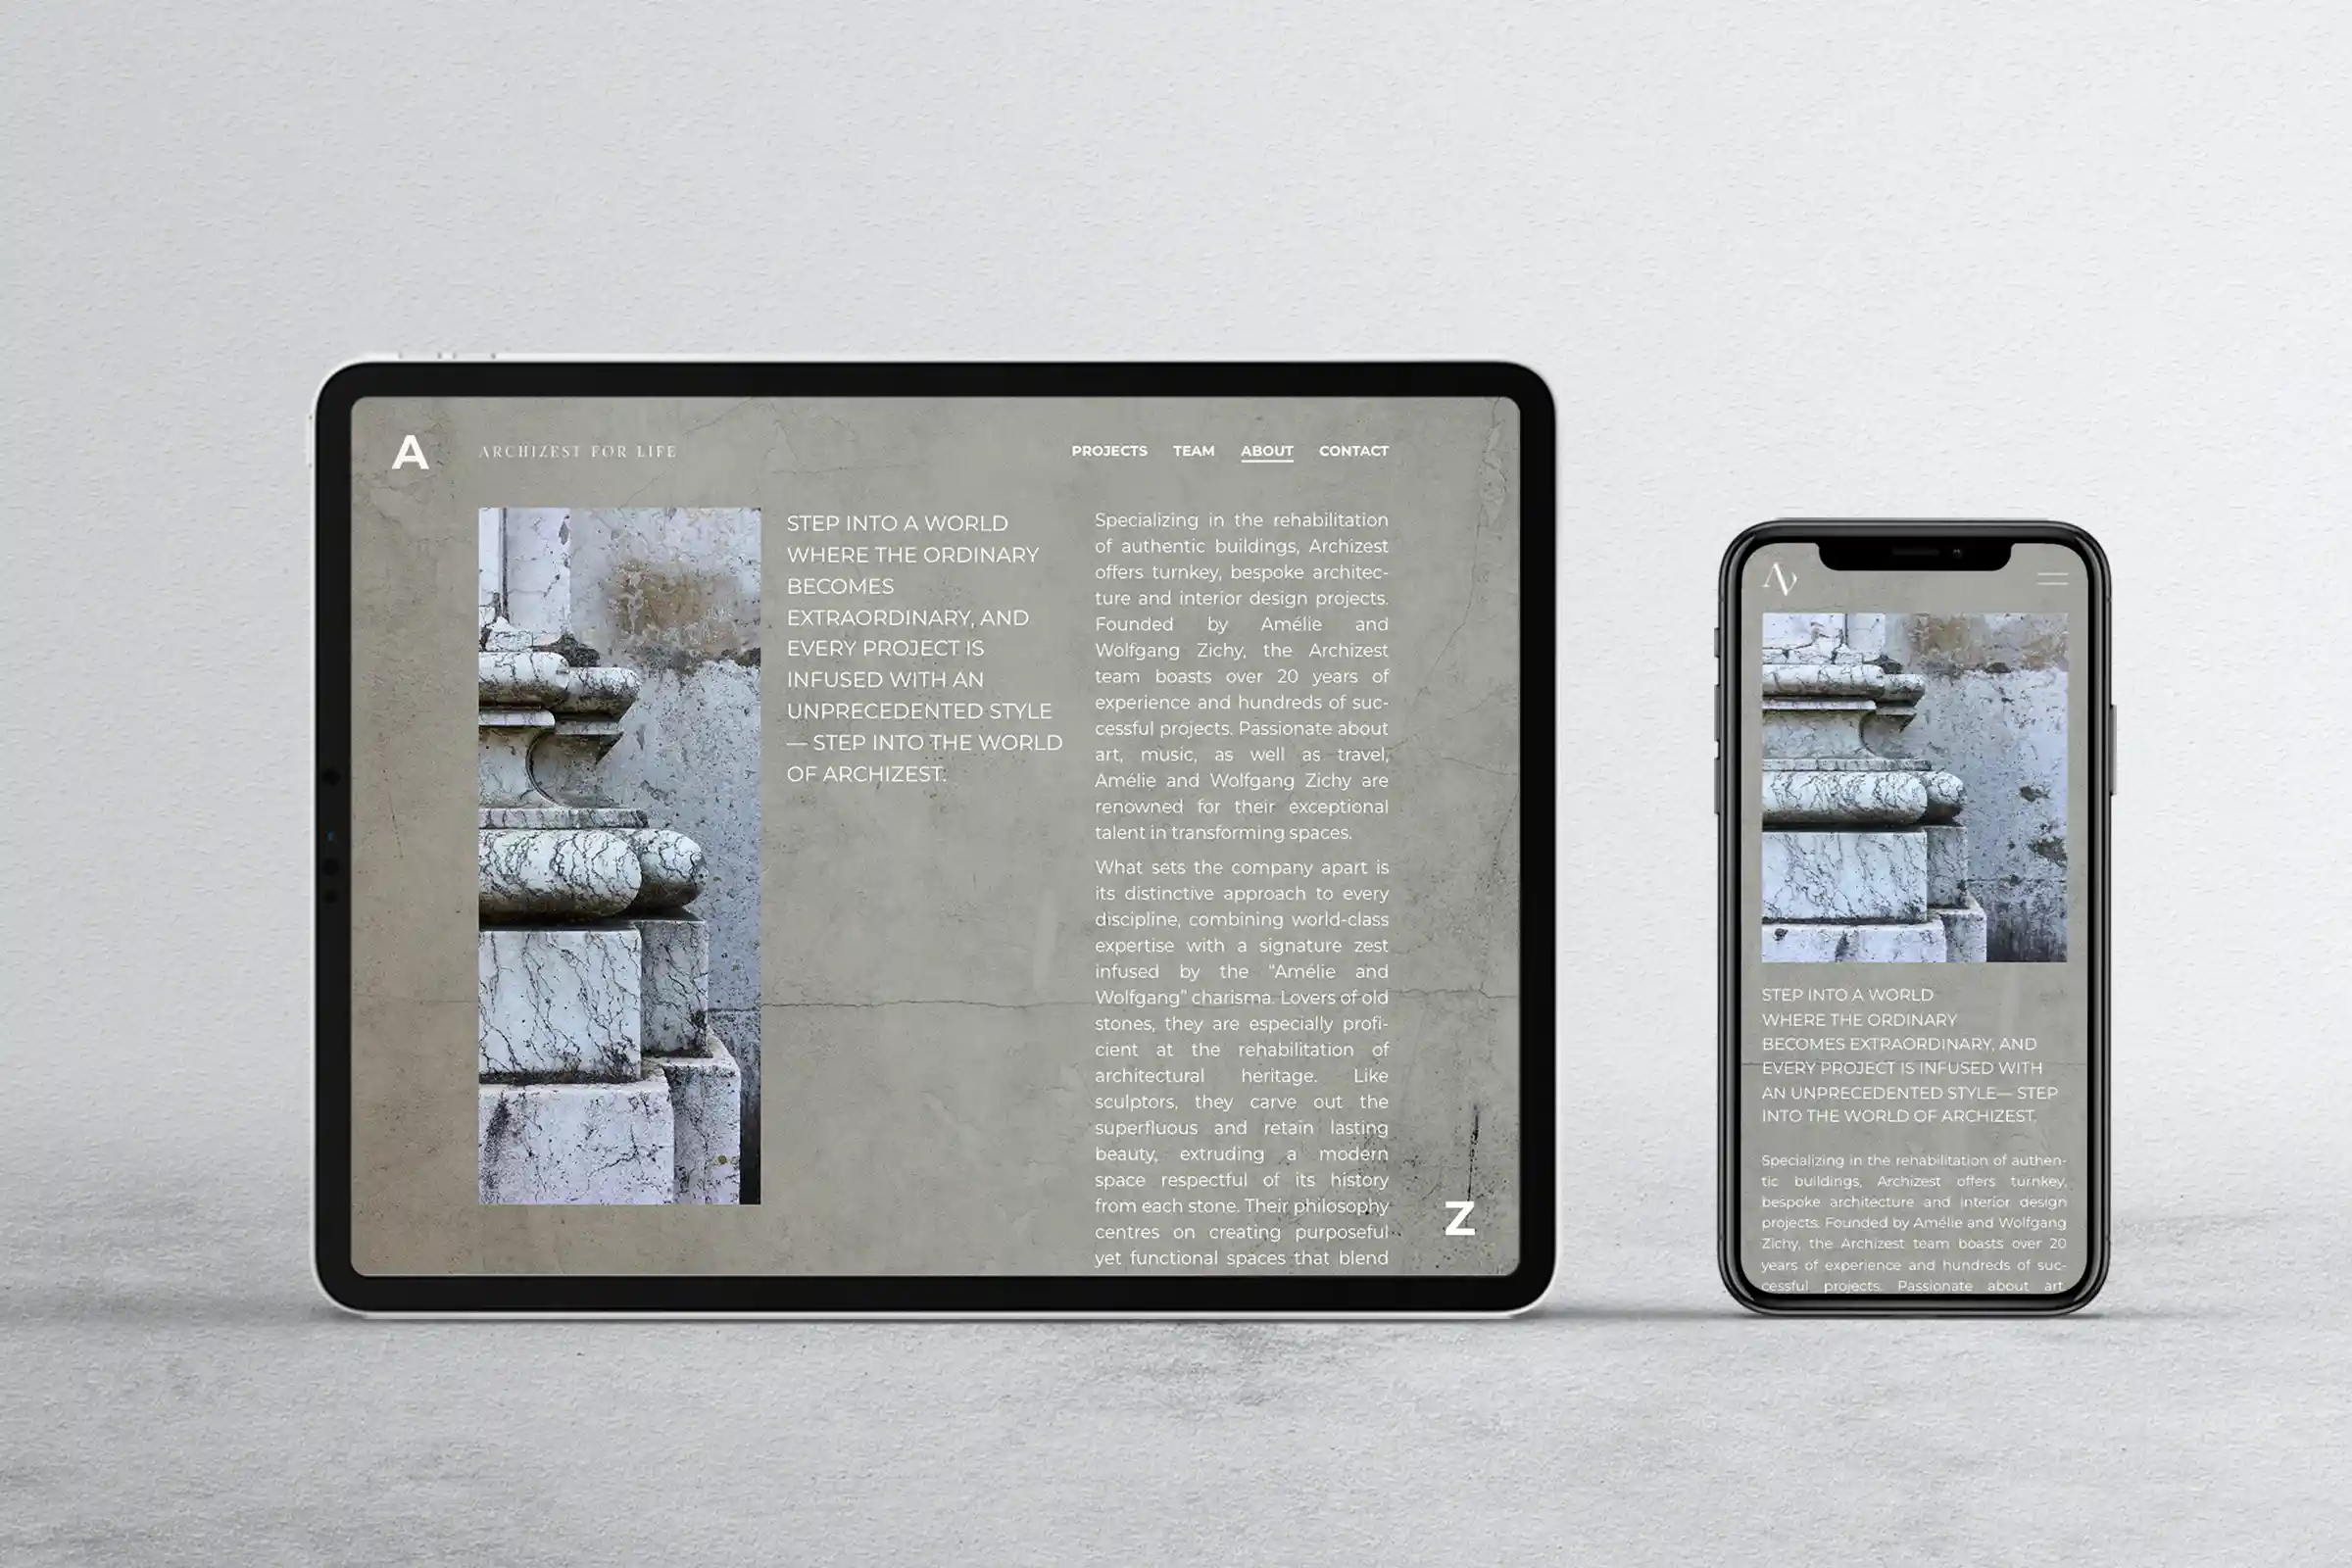 A
ARCHIZEST FOR LIFE
PROJECTS TEAM ABOUT CONTACT
STEP INTO A WORLD
WHERE THE ORDINARY
BECOMES
EXTRAORDINARY, AND
EVERY PROJECT IS
INFUSED WITH AN
UNPRECEDENTED STYLE
— STEP INTO THE WORLD
OF ARCHIZEST.
Specializing in the rehabilitation
of authentic buildings, Archizest
offers turnkey, bespoke architec-
ture and interior design projects.
Founded by Amélie and
Wolfgang Zichy, the Archizest
team boasts over 20 years of
experience and hundreds of suc-
cessful projects. Passionate about
art, music, as well as travel,
Amélie and Wolfgang Zichy are
renowned for their exceptional
talent in transforming spaces.
What sets the company apart is
its distinctive approach to every
discipline, combining world-class
expertise with a signature zest
infused by the "Amélie and
Wolfgang" charisma. Lovers of old
stones, they are especially profi-
cient at the rehabilitation of
architectural heritage. Like
sculptors, they carve out the
superfluous and retain lasting
beauty, extruding a modern
space respectful of its history
from each stone. Their philosophy
centres on creating purposeful
yet functional spaces that blend
Z
STEP INTO A WORLD
WHERE THE ORDINARY
BECOMES EXTRAORDINARY, AND
EVERY PROJECT IS INFUSED WITH
AN UNPRECEDENTED STYLE— STEP
INTO THE WORLD OF ARCHIZEST.
Specializing in the rehabilitation of authen-
tic buildings, Archizest offers turnkey,
bespoke architecture and interior design
projects. Founded by Amélie and Wolfgang
Zichy, the Archizest team boasts over 20
years of experience and hundreds of suc-
cessful projects. Passionate about art,